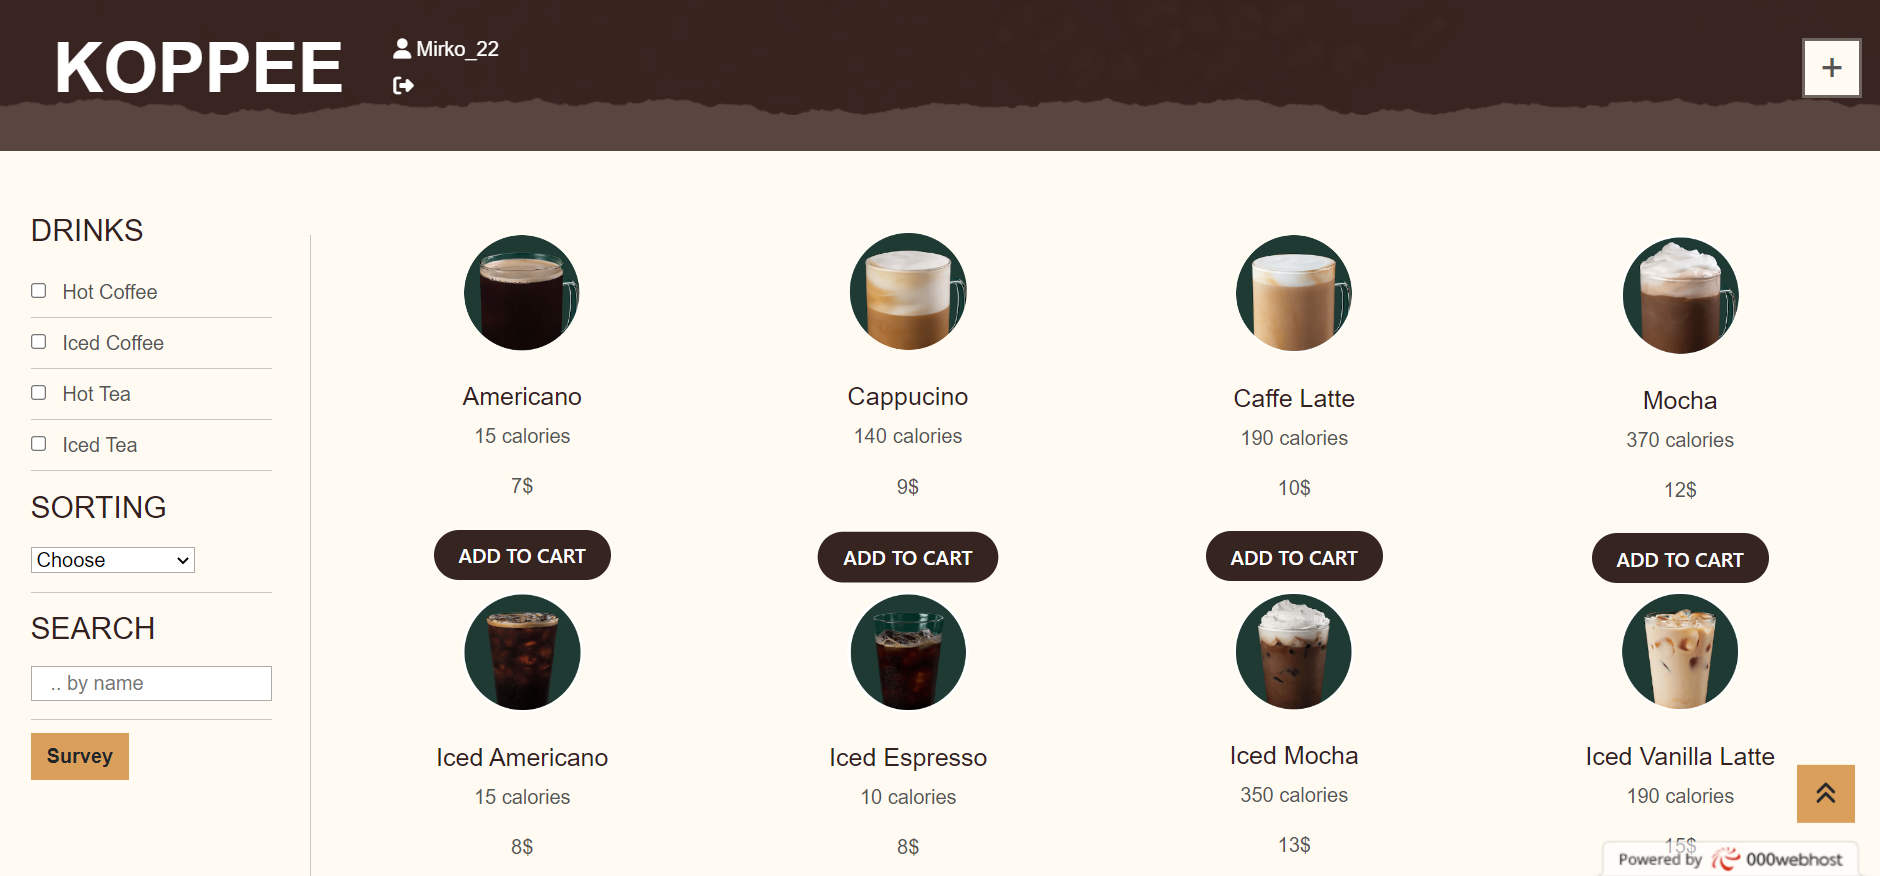 KOPPEE
Mirko_22
+
DRINKS
Hot Coffee
Iced Coffee
Hot Tea
Iced Tea
SORTING
Choose
SEARCH
.. by name
Survey
Americano
15 calories
7$
ADD TO CART
Cappucino
140 calories
9$
ADD TO CART
Caffe Latte
190 calories
10$
ADD TO CART
Mocha
370 calories
12$
ADD TO CART
Iced Americano
15 calories
8$
Iced Espresso
10 calories
8$
Iced Mocha
350 calories
13$
Iced Vanilla Latte
190 calories
15$
Powered by 000webhost